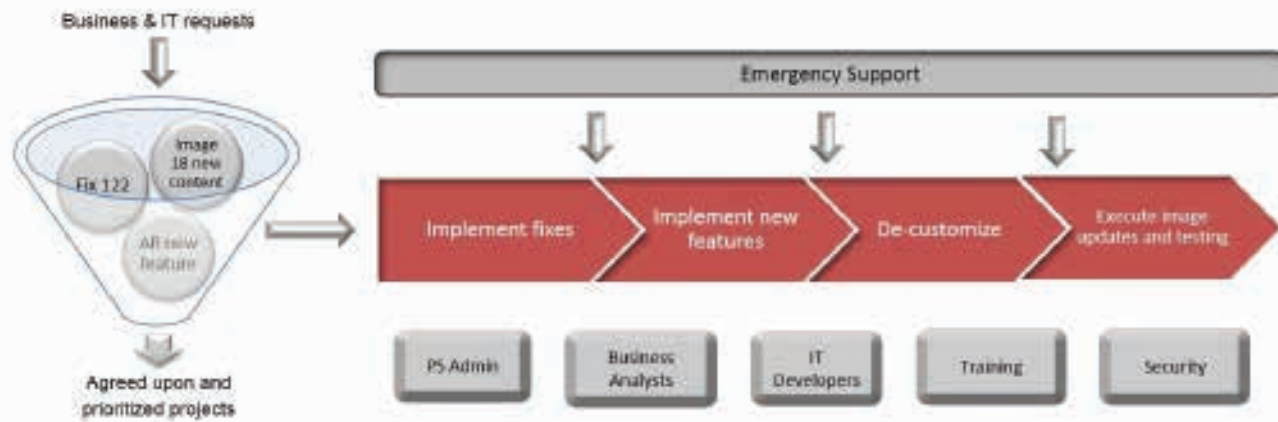 Business & IT requests
Emergency Support
Image
18 new
content
Fix 122
AR new
feature
Implement fixes
Implement new
features
De-customize
Execute image
updates and testing
PS Admin
Business
Analysts
IT
Developers
Training
Security
Agreed upon and
prioritized projects